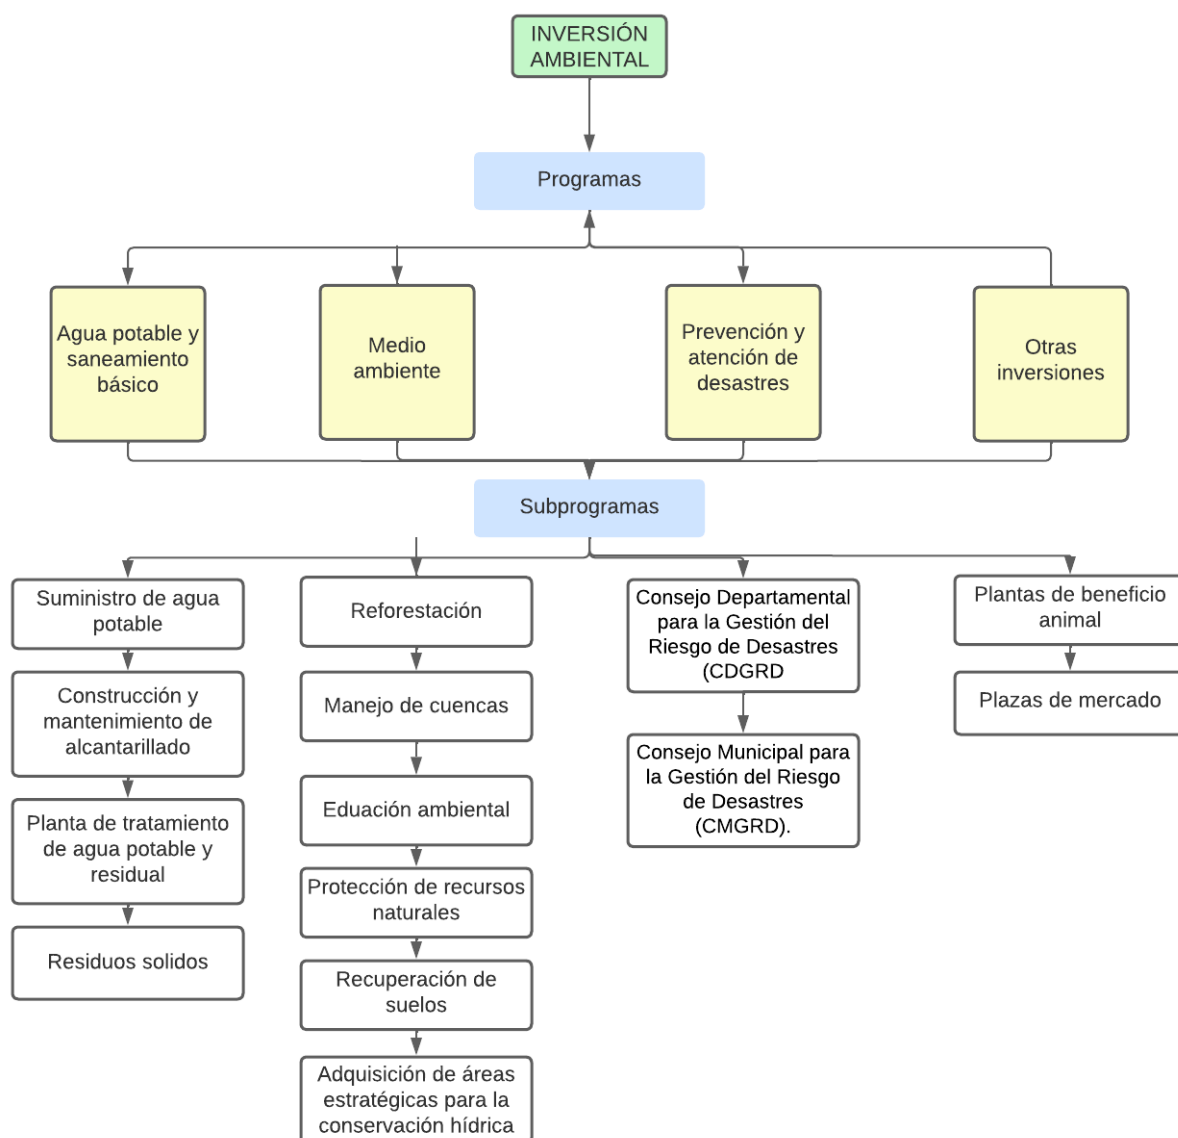 INVERSIÓN
AMBIENTAL
Programas
Agua potable y
saneamiento
básico
Medio
ambiente
Prevención y
atención de
desastres
Otras
inversiones
Subprogramas
Suministro de agua
potable
Construcción y
mantenimiento de
alcantarillado
Planta de tratamiento
de agua potable y
residual
Residuos solidos
Reforestación
Manejo de cuencas
Eduación ambiental
Protección de recursos
naturales
Recuperación de
suelos
Adquisición de áreas
estratégicas para la
conservación hídrica
Consejo Departamental
para la Gestión del
Riesgo de Desastres
(CDGRD
Consejo Municipal para
la Gestión del Riesgo
de Desastres
(CMGRD).
Plantas de beneficio
animal
Plazas de mercado